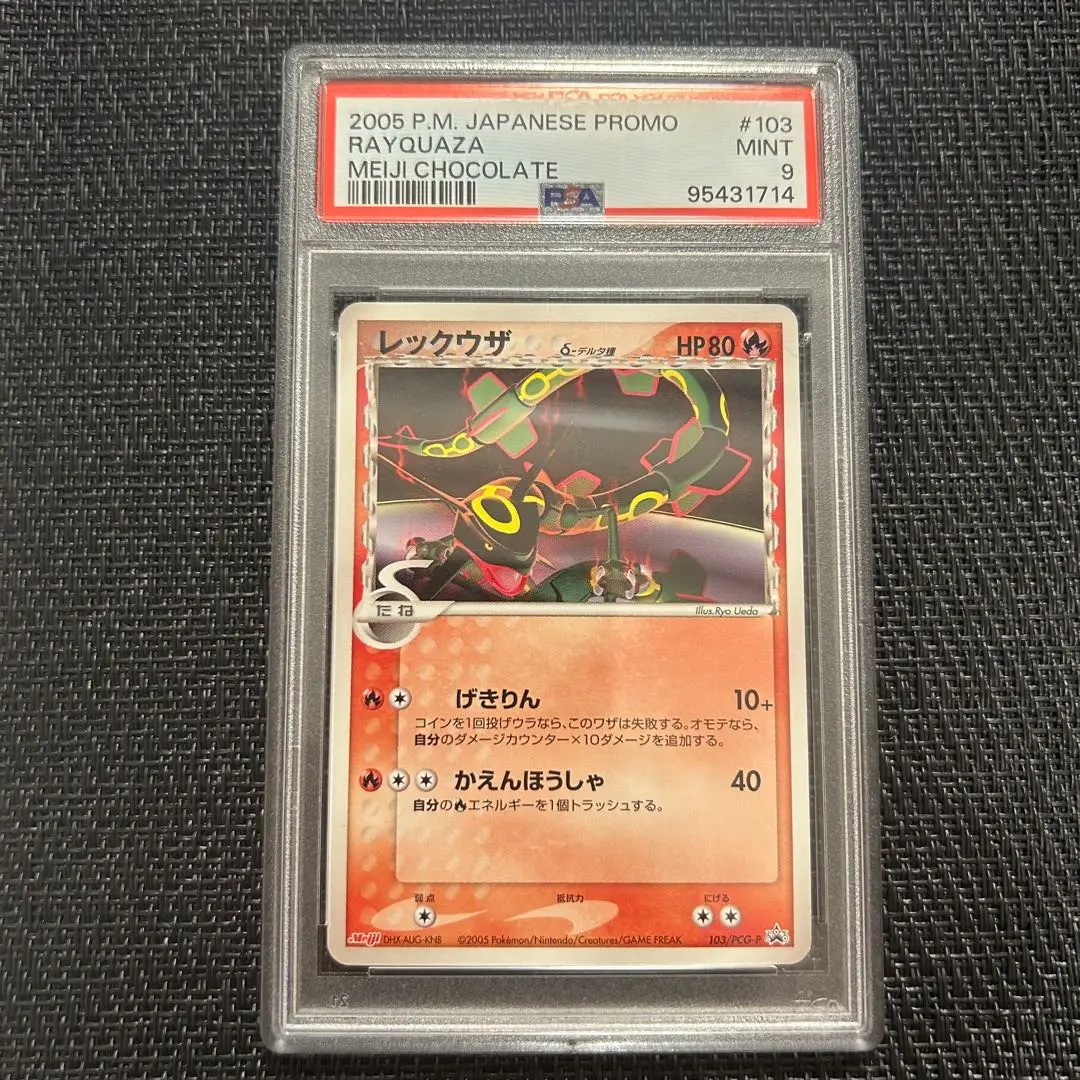 2005 P.M. JAPANESE PROMO #103
RAYQUAZA MINT
MEIJI CHOCOLATE 9
PSA 95431714
レックウザ δ-デルタ種 HP80
δ
たね
Illus.Ryo Ueda
げきりん 10+
コインを1回投げウラなら、このワザは失敗する。オモテなら、
自分のダメージカウンター×10ダメージを追加する。
かえんほうしゃ 40
自分のエネルギーを1個トラッシュする。
弱点 抵抗力 にげる
Meiji DHX-AUG-KNB ©2005 Pokémon/Nintendo/Creatures/GAME FREAK 103/PCG-P